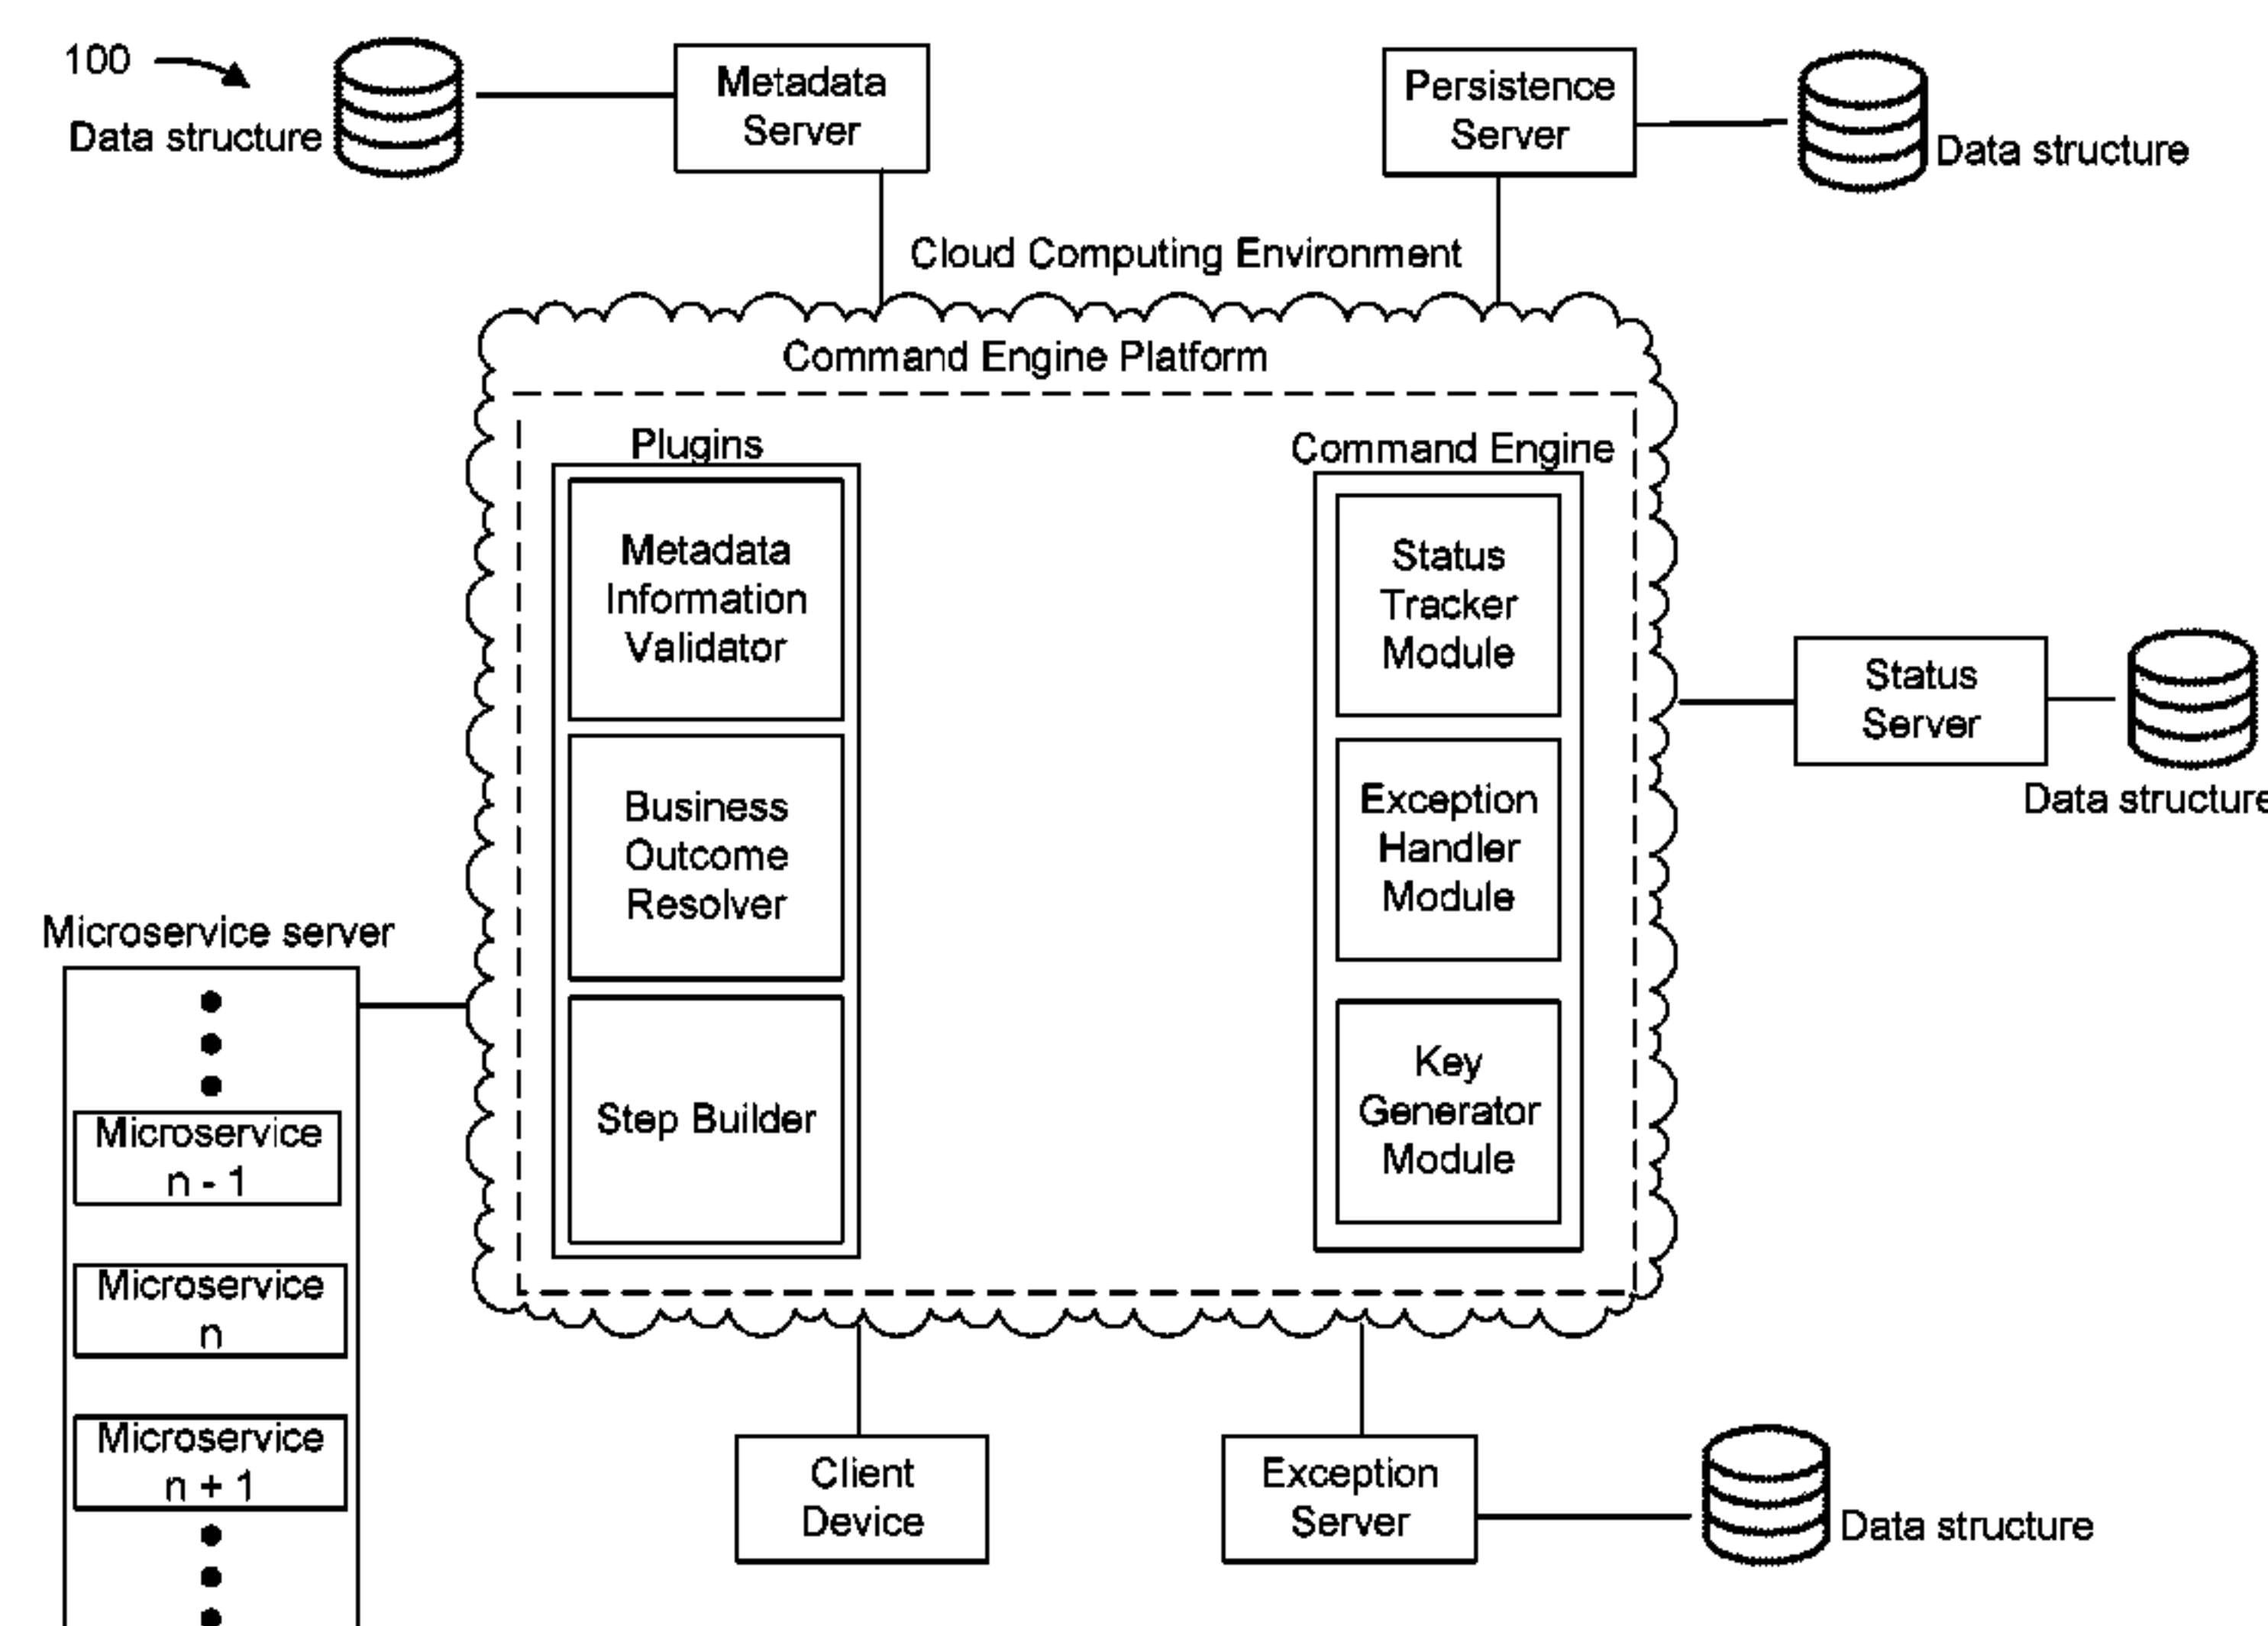 100
Data structure
Metadata
Server
Persistence
Server
Data structure
Cloud Computing Environment
Command Engine Platform
Plugins
Metadata
Information
Validator
Business
Outcome
Resolver
Step Builder
Command Engine
Status
Tracker
Module
Exception
Handler
Module
Key
Generator
Module
Status
Server
Data structure
Microservice server
Microservice
n - 1
Microservice
n
Microservice
n + 1
Client
Device
Exception
Server
Data structure